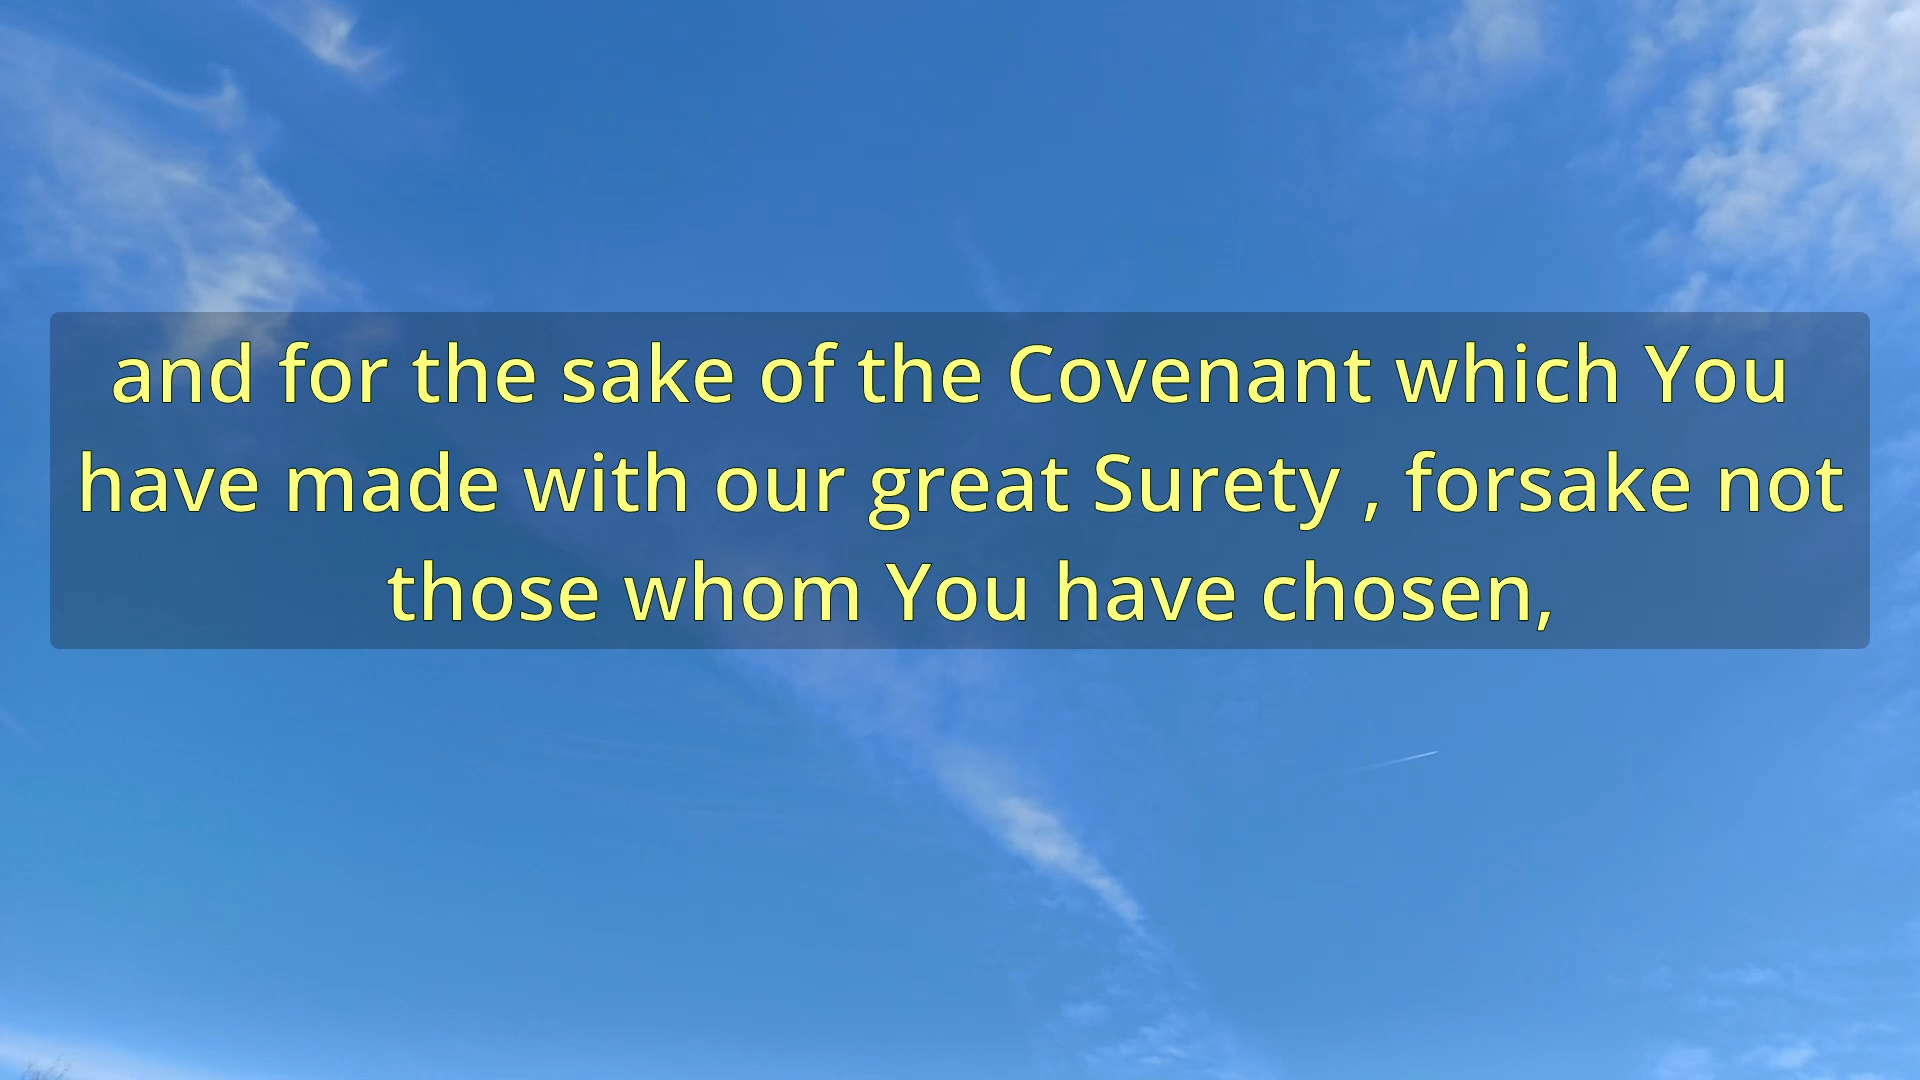 and for the sake of the Covenant which You
have made with our great Surety , forsake not
those whom You have chosen,